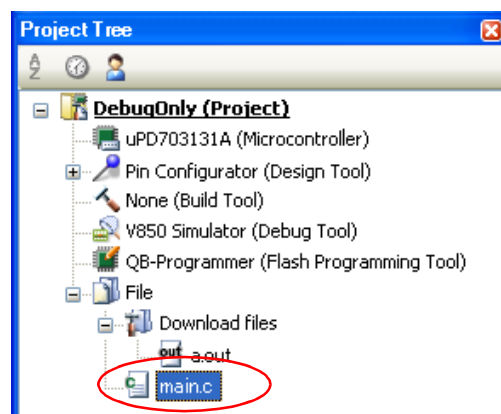 Project Tree
DebugOnly (Project)
uPD703131A (Microcontroller)
Pin Configurator (Design Tool)
None (Build Tool)
V850 Simulator (Debug Tool)
QB-Programmer (Flash Programming Tool)
File
Download files
a.out
main.c